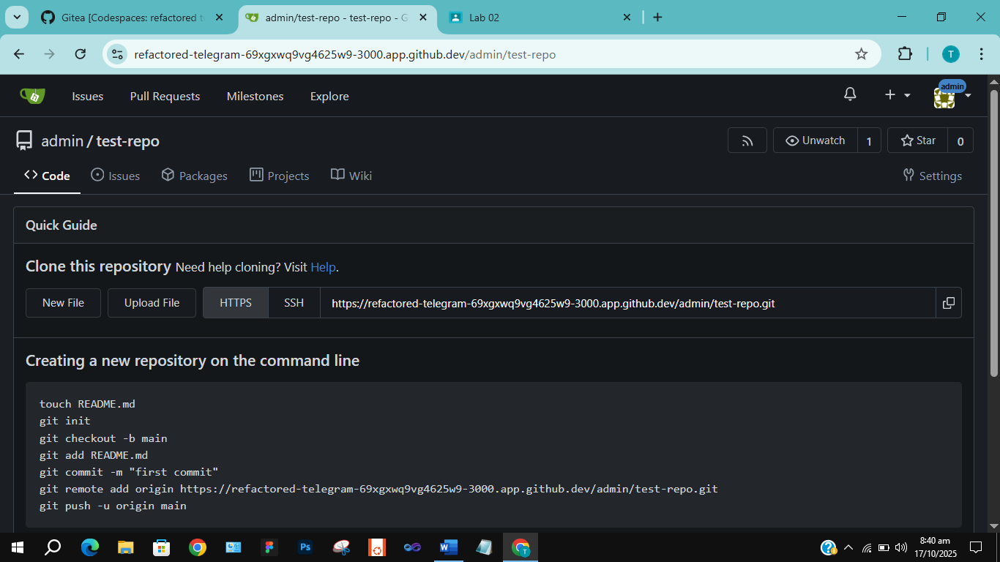 Gitea [Codespaces: refactored t
admin/test-repo - test-repo - G
Lab 02
refactored-telegram-69xgxwq9vg4625w9-3000.app.github.dev/admin/test-repo
T
Issues
Pull Requests
Milestones
Explore
admin
admin / test-repo
Unwatch
1
Star
0
Code
Issues
Packages
Projects
Wiki
Settings
Quick Guide
Clone this repository Need help cloning? Visit Help.
New File
Upload File
HTTPS
SSH
https://refactored-telegram-69xgxwq9vg4625w9-3000.app.github.dev/admin/test-repo.git
Creating a new repository on the command line
touch README.md
git init
git checkout -b main
git add README.md
git commit -m "first commit"
git remote add origin https://refactored-telegram-69xgxwq9vg4625w9-3000.app.github.dev/admin/test-repo.git
git push -u origin main
Ps
W
T
8:40 am
17/10/2025